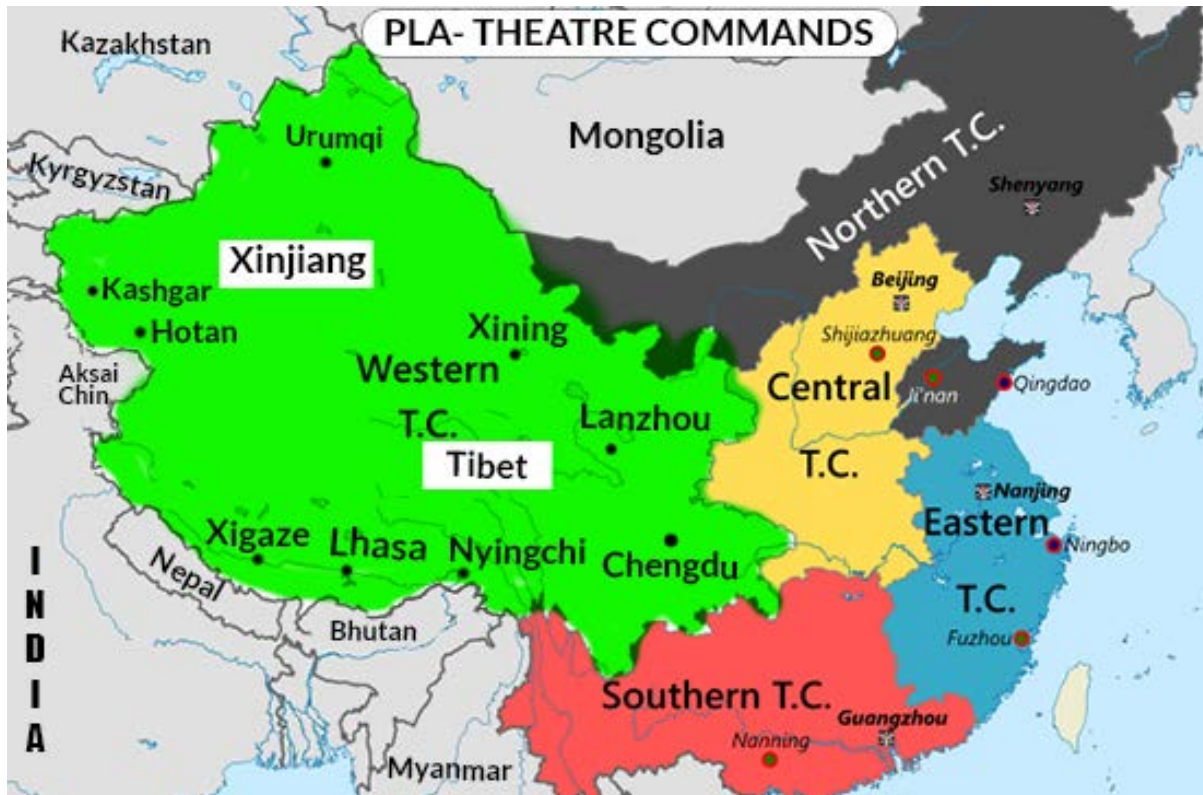 PLA- THEATRE COMMANDS
Kazakhstan
Mongolia
Urumqi
Kyrgyzstan
Northern T.C.
Shenyang
Xinjiang
Beijing
Kashgar
Hotan
Xining
Shijiazhuang
Aksai
Chin
Western
T.C.
Central
T.C.
Ji'nan
Qingdao
Lanzhou
Tibet
Nanjing
Eastern
T.C.
Ningbo
Xigaze
Lhasa
Nyingchi
Chengdu
Nepal
Bhutan
Fuzhou
INDIA
Southern T.C.
Guangzhou
Nanning
Myanmar